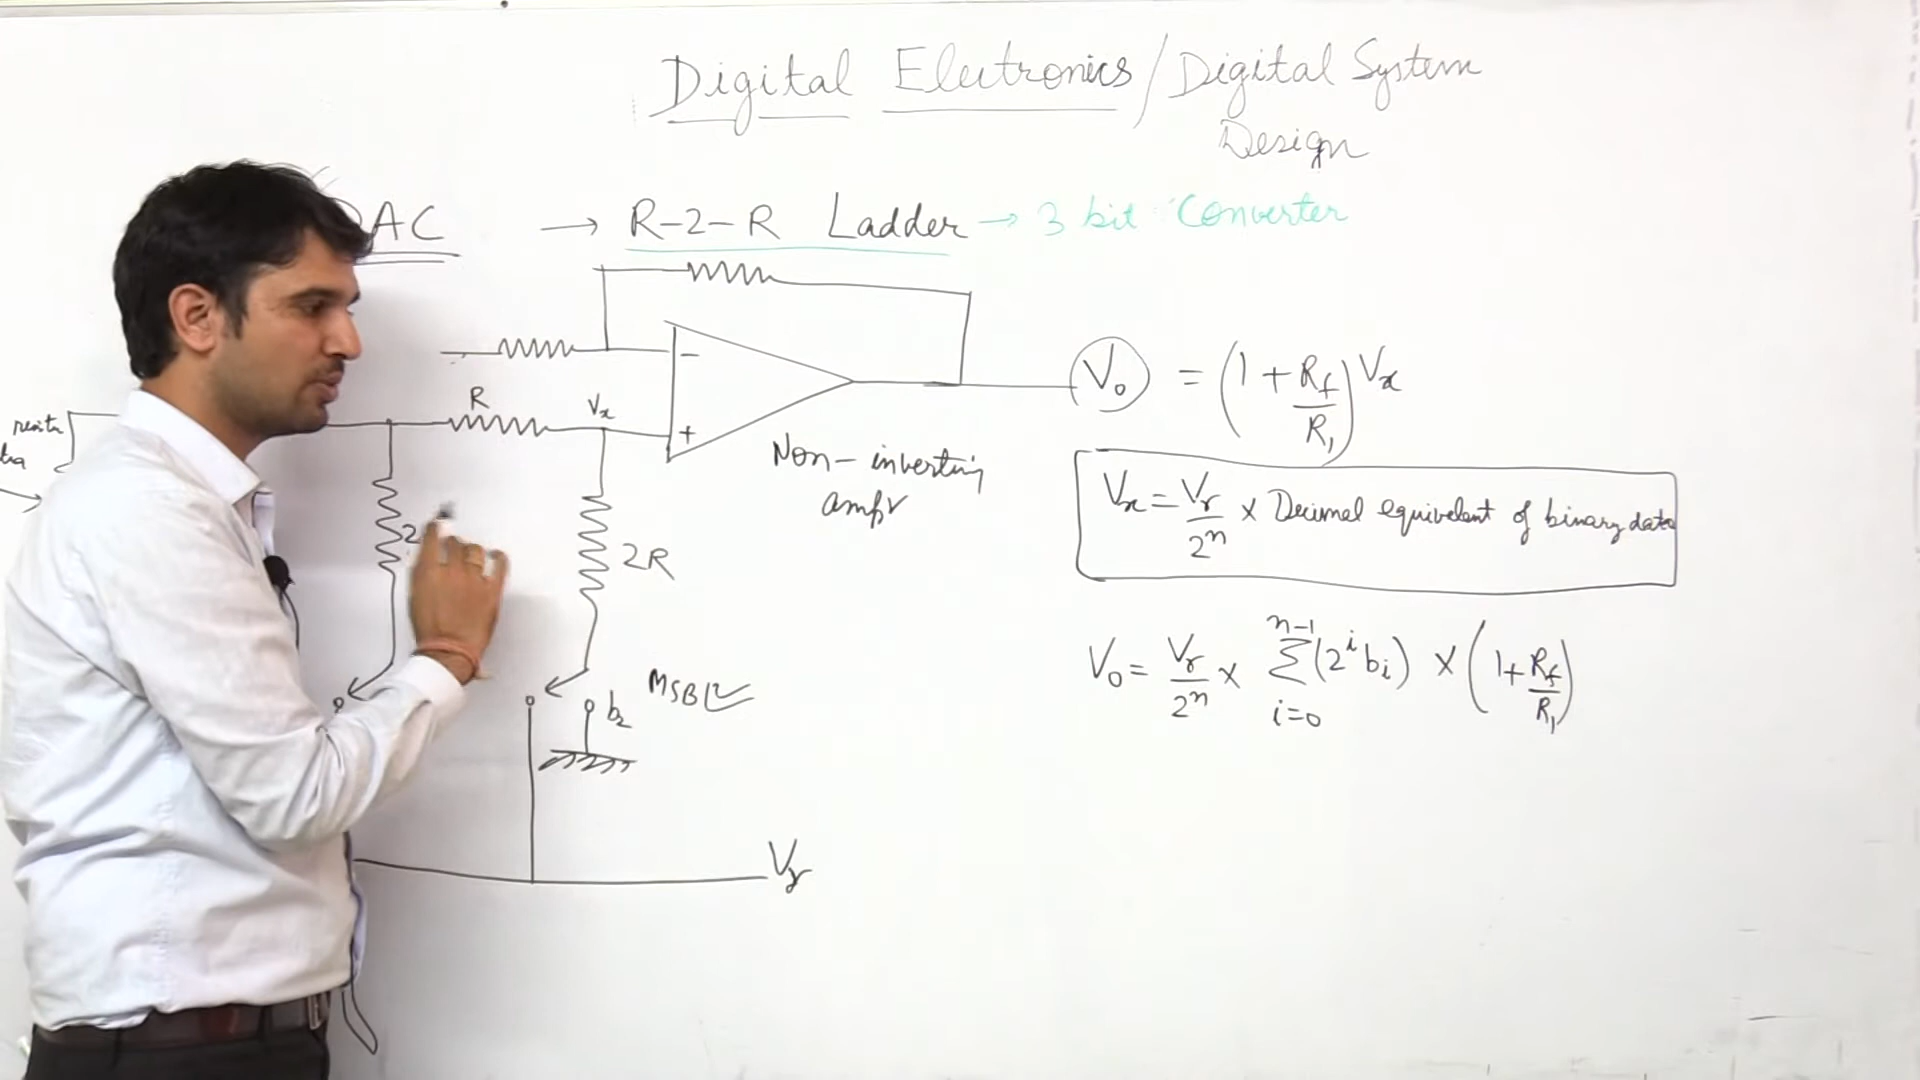 Digital Electronics / Digital System
Design
DAC → R-2-R Ladder → 3 bit Converter
−
R
Vx
+
Non-inverting
ampr
2
2R
MSB
b2
Vr
V0 = (1 + Rf/R1) Vx
Vx = Vr/2^n × Decimal equivalent of binary data
V0 = Vr/2^n × Σ_{i=0}^{n-1} (2^i bi) × (1 + Rf/R1)